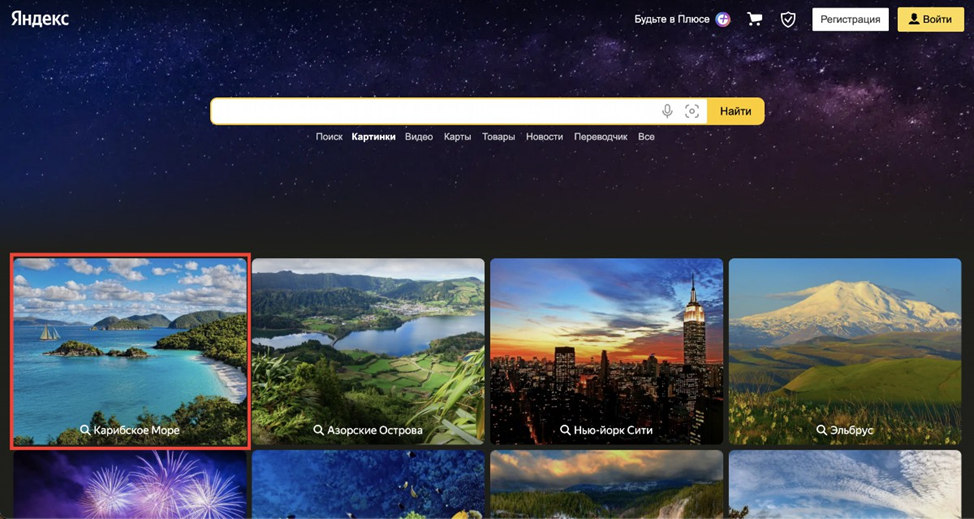 Яндекс
Будьте в Плюсе
Регистрация
Войти
Найти
Поиск Картинки Видео Карты Товары Новости Переводчик Все
Карибское Море
Азорские Острова
Нью-йорк Сити
Эльбрус